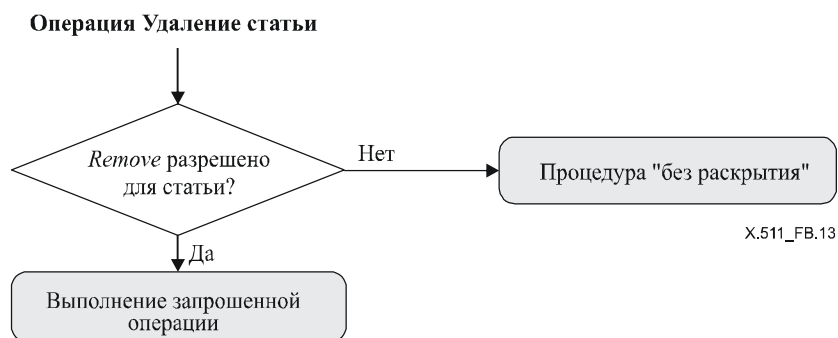 Операция Удаление статьи
Remove разрешено
для статьи?
Нет
Процедура "без раскрытия"
X.511_FB.13
Да
Выполнение запрошенной
операции